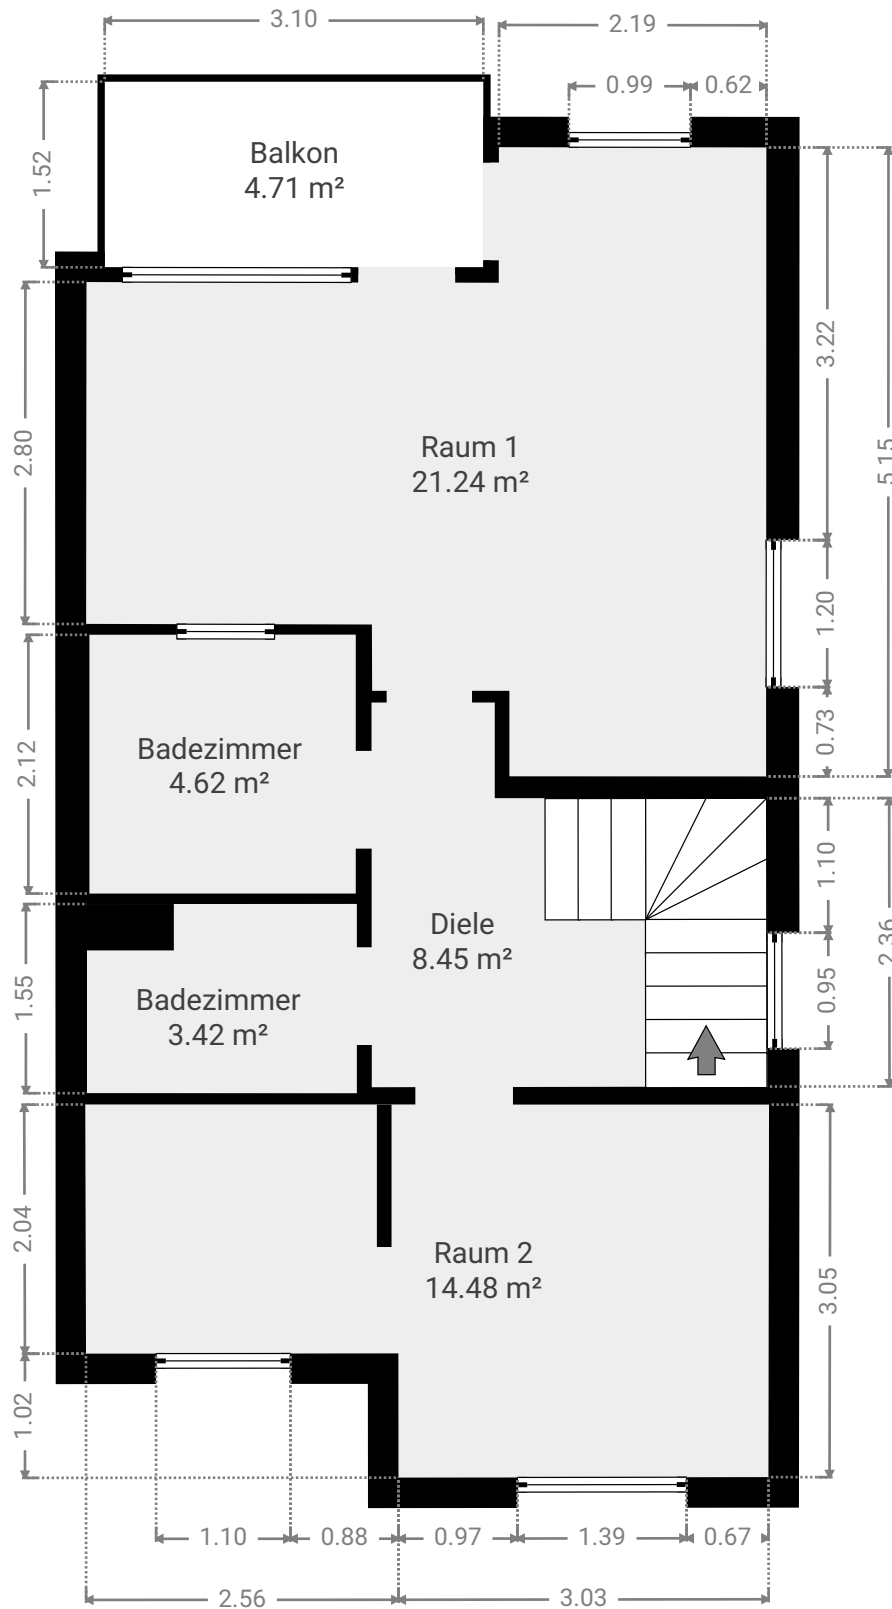 3.10
2.19
0.99
0.62
Balkon
4.71 m²
1.52
3.22
5.15
2.80
Raum 1
21.24 m²
1.20
0.73
2.12
Badezimmer
4.62 m²
1.10
2.36
Diele
8.45 m²
0.95
1.55
Badezimmer
3.42 m²
2.04
Raum 2
14.48 m²
3.05
1.02
1.10
0.88
0.97
1.39
0.67
2.56
3.03